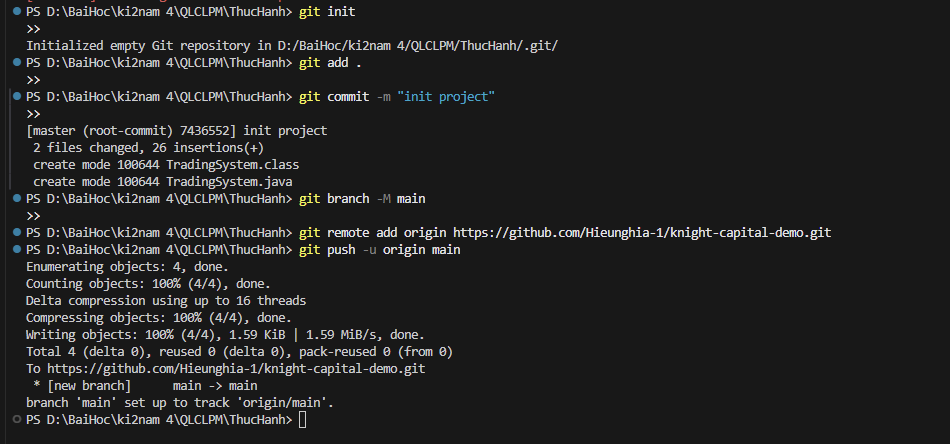 PS D:\BaiHoc\ki2nam 4\QLCLPM\ThucHanh> git init
>>
Initialized empty Git repository in D:/BaiHoc/ki2nam 4/QLCLPM/ThucHanh/.git/
PS D:\BaiHoc\ki2nam 4\QLCLPM\ThucHanh> git add .
>>
PS D:\BaiHoc\ki2nam 4\QLCLPM\ThucHanh> git commit -m "init project"
>>
[master (root-commit) 7436552] init project
 2 files changed, 26 insertions(+)
 create mode 100644 TradingSystem.class
 create mode 100644 TradingSystem.java
PS D:\BaiHoc\ki2nam 4\QLCLPM\ThucHanh> git branch -M main
>>
PS D:\BaiHoc\ki2nam 4\QLCLPM\ThucHanh> git remote add origin https://github.com/Hieunghia-1/knight-capital-demo.git
PS D:\BaiHoc\ki2nam 4\QLCLPM\ThucHanh> git push -u origin main
Enumerating objects: 4, done.
Counting objects: 100% (4/4), done.
Delta compression using up to 16 threads
Compressing objects: 100% (4/4), done.
Writing objects: 100% (4/4), 1.59 KiB | 1.59 MiB/s, done.
Total 4 (delta 0), reused 0 (delta 0), pack-reused 0 (from 0)
To https://github.com/Hieunghia-1/knight-capital-demo.git
 * [new branch]      main -> main
branch 'main' set up to track 'origin/main'.
PS D:\BaiHoc\ki2nam 4\QLCLPM\ThucHanh>